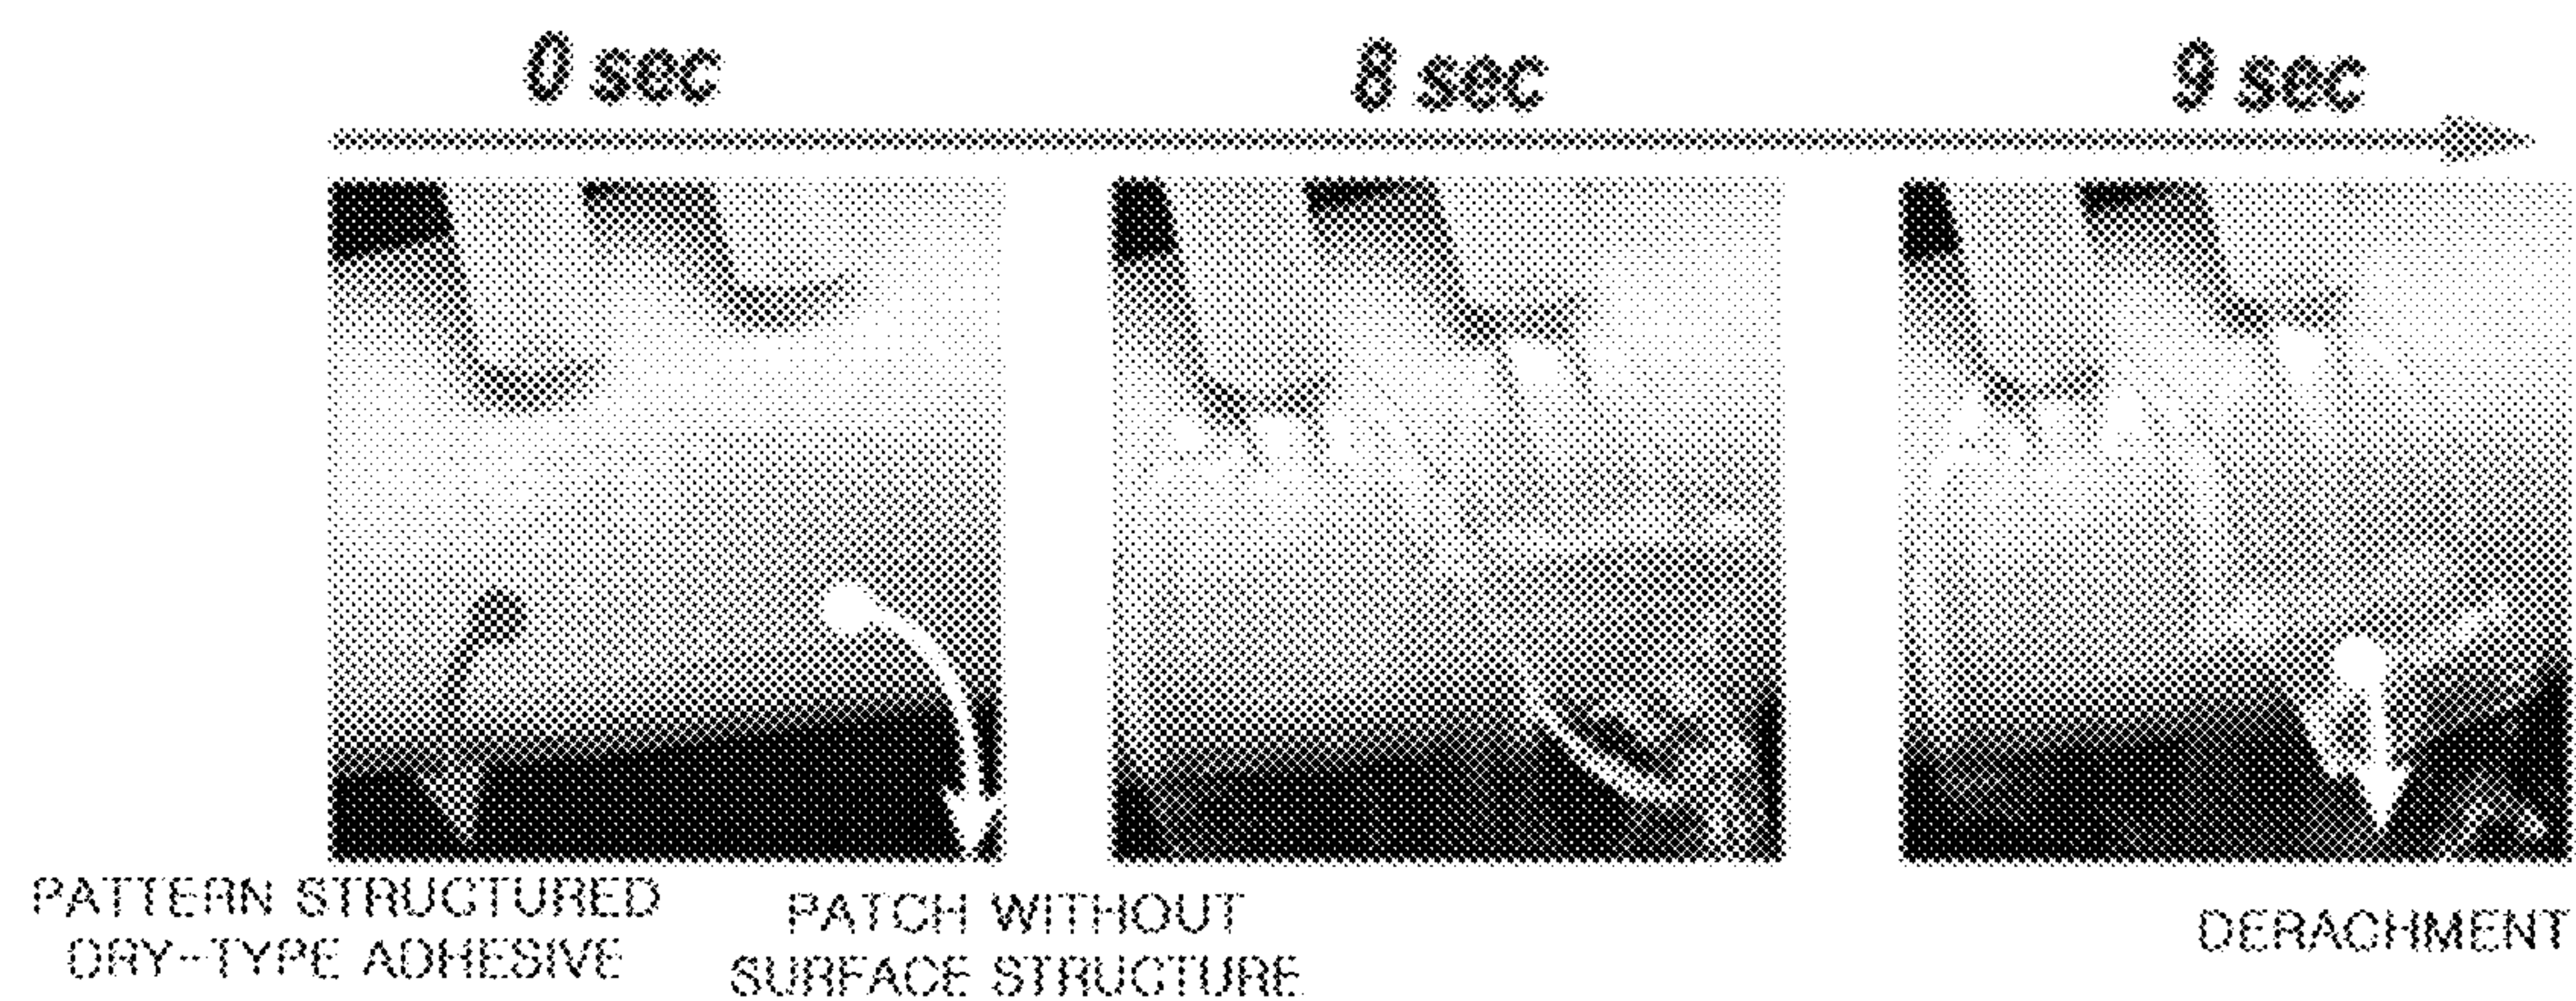 0 sec
8 sec
9 sec
PATTERN STRUCTURED
DRY-TYPE ADHESIVE
PATCH WITHOUT
SURFACE STRUCTURE
DERACHMENT